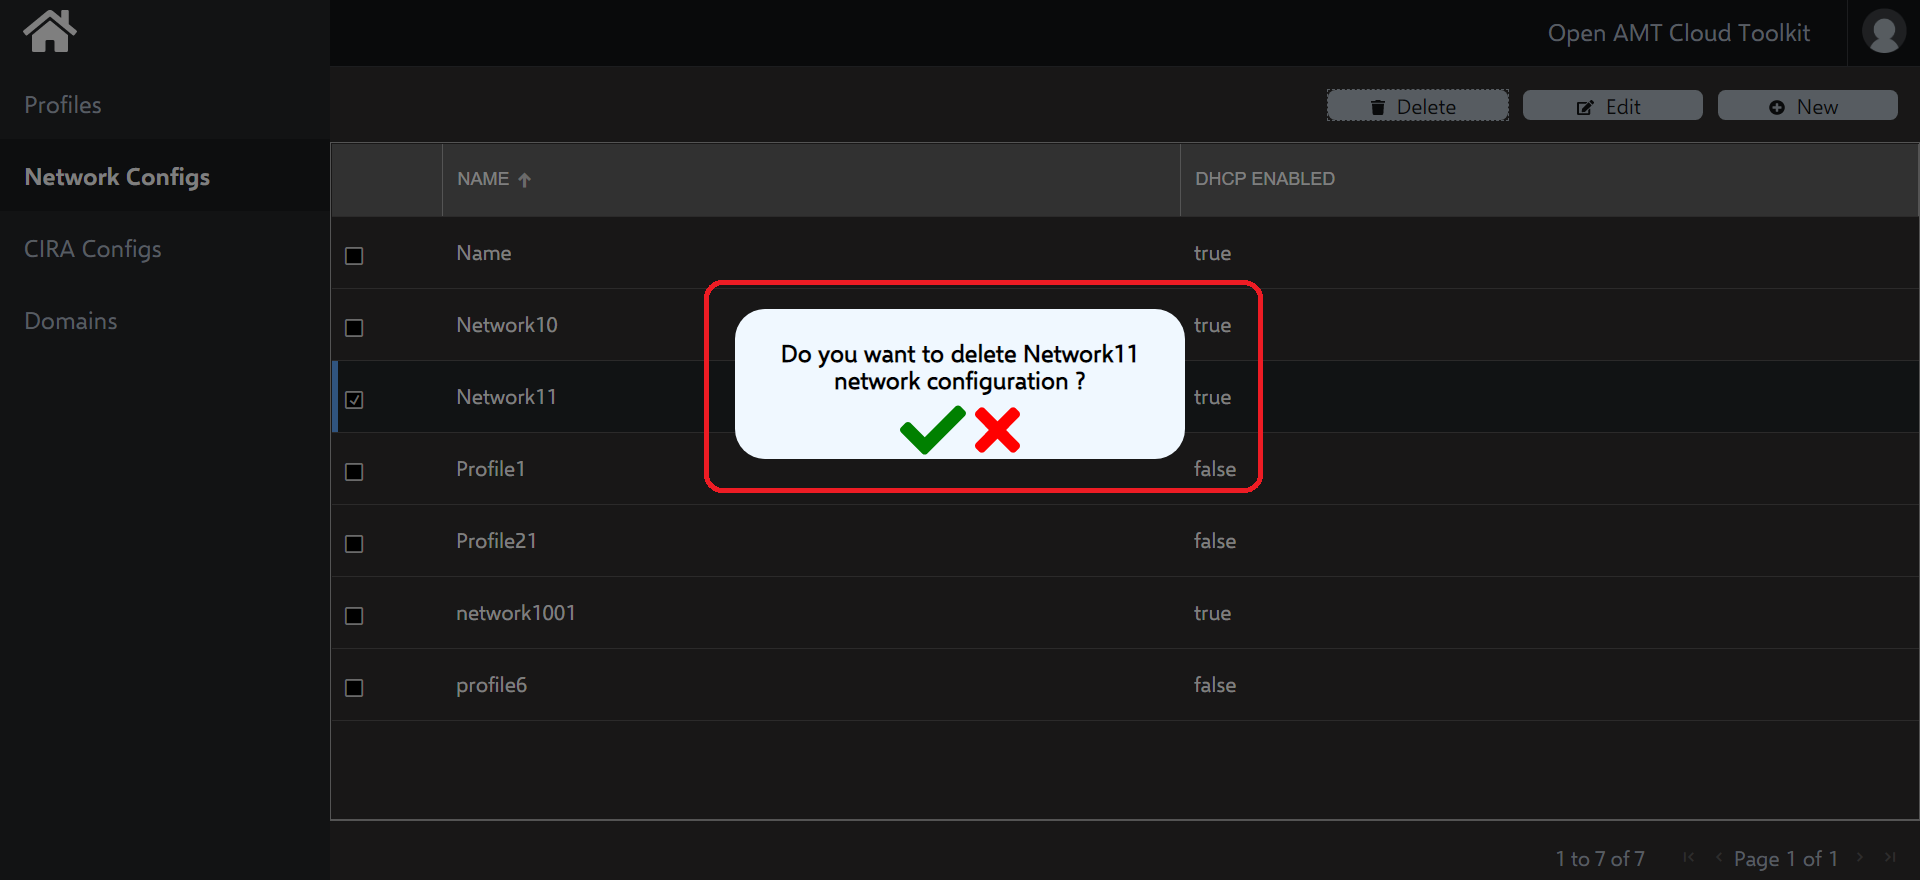 Open AMT Cloud Toolkit
Profiles
Network Configs
CIRA Configs
Domains
Delete
Edit
New
NAME
DHCP ENABLED
Name
true
Network10
true
Network11
true
Profile1
false
Profile21
false
network1001
true
profile6
false
Do you want to delete Network11
network configuration ?
1 to 7 of 7
Page 1 of 1